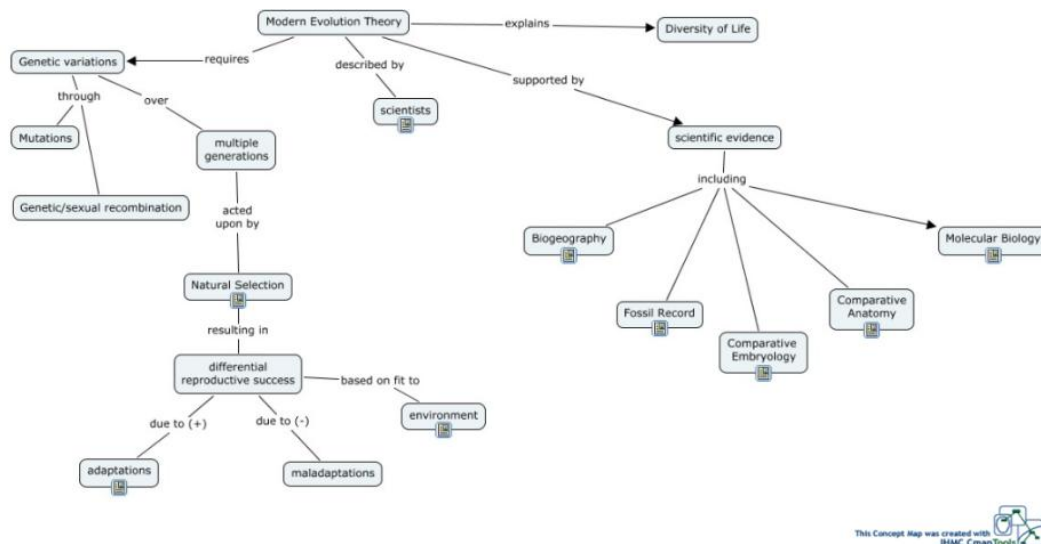 Modern Evolution Theory
explains
Diversity of Life
Genetic variations
requires
described by
supported by
through
over
scientists
Mutations
multiple
generations
scientific evidence
Genetic/sexual recombination
including
acted
upon by
Biogeography
Molecular Biology
Natural Selection
Fossil Record
Comparative
Anatomy
resulting in
Comparative
Embryology
differential
reproductive success
based on fit to
environment
due to (+)
due to (-)
adaptations
maladaptations
This Concept Map was created with
IHMC CmapTools